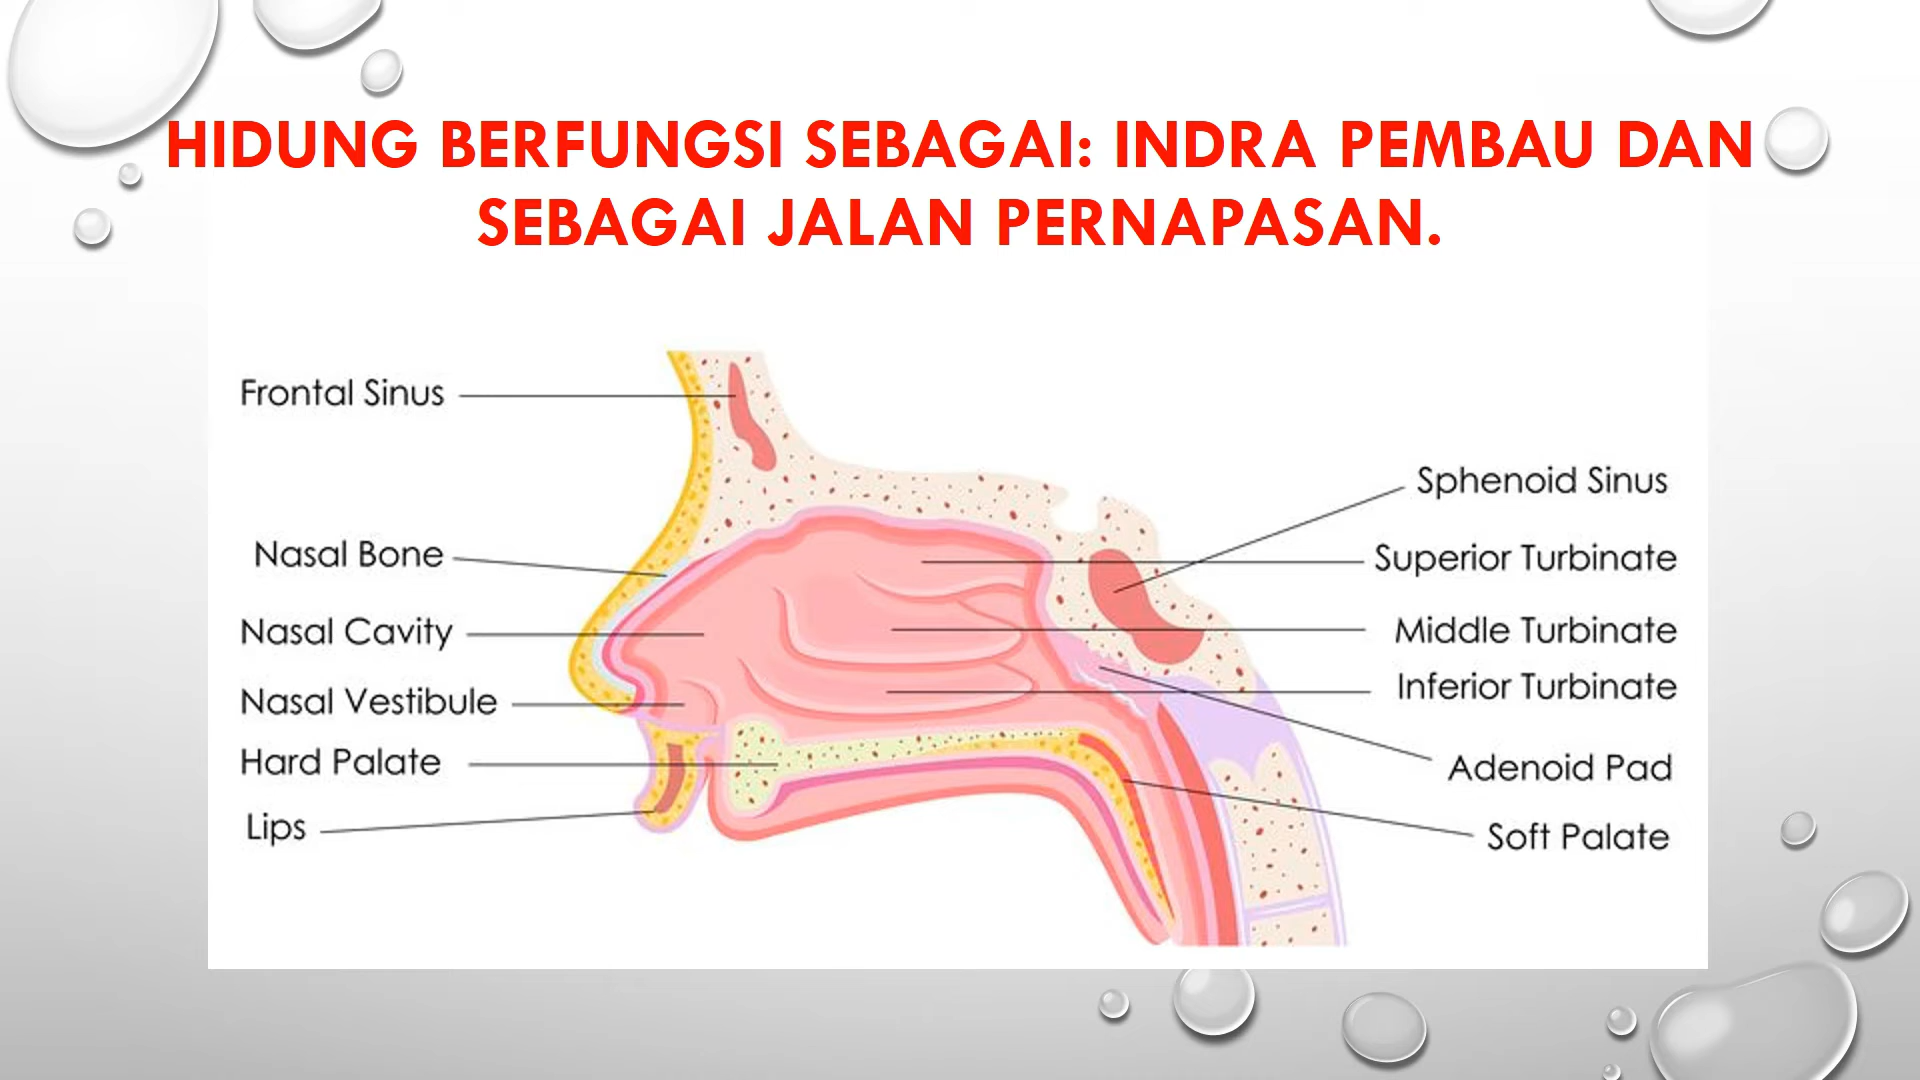 HIDUNG BERFUNGSI SEBAGAI: INDRA PEMBAU DAN
SEBAGAI JALAN PERNAPASAN.
Frontal Sinus
Nasal Bone
Nasal Cavity
Nasal Vestibule
Hard Palate
Lips
Sphenoid Sinus
Superior Turbinate
Middle Turbinate
Inferior Turbinate
Adenoid Pad
Soft Palate